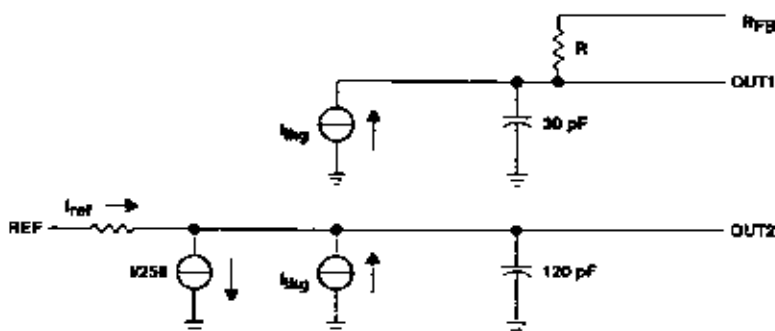 RFB
R
OUT1
Ilkg
30 pF
Iref
REF
OUT2
I/256
Ilkg
120 pF